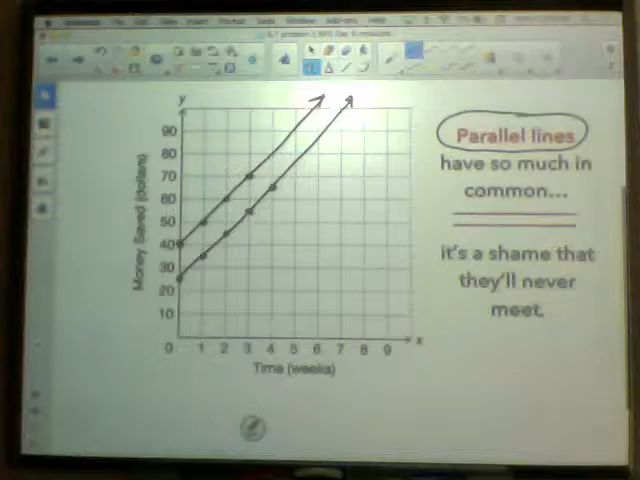 y
90
80
70
60
50
40
30
20
10
0 1 2 3 4 5 6 7 8 9 x
Money Saved (dollars)
Time (weeks)
Parallel lines
have so much in
common...
it's a shame that
they'll never
meet.